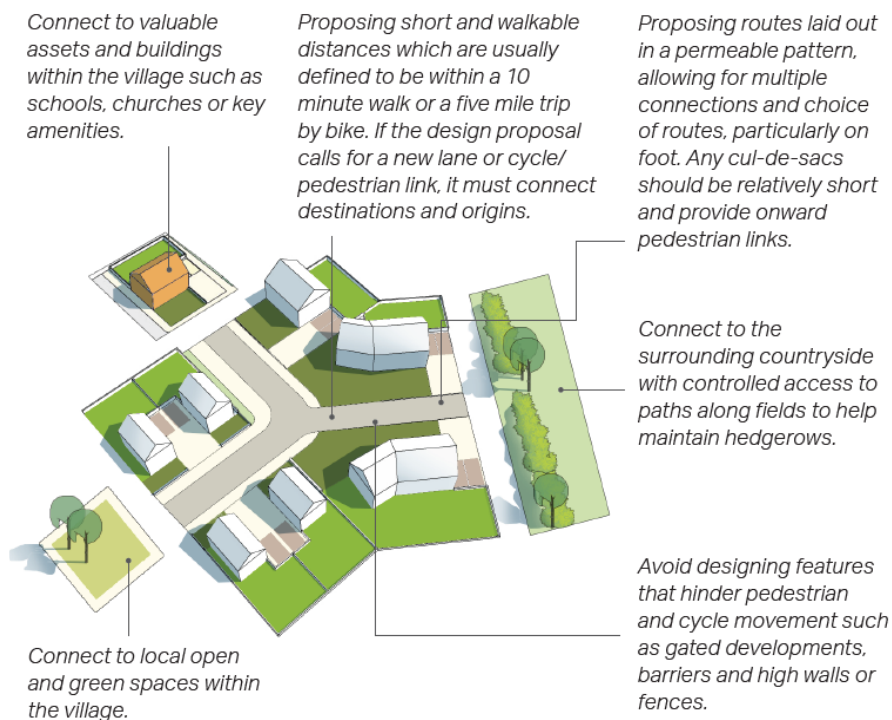 Connect to valuable
assets and buildings
within the village such as
schools, churches or key
amenities.
Proposing short and walkable
distances which are usually
defined to be within a 10
minute walk or a five mile trip
by bike. If the design proposal
calls for a new lane or cycle/
pedestrian link, it must connect
destinations and origins.
Proposing routes laid out
in a permeable pattern,
allowing for multiple
connections and choice
of routes, particularly on
foot. Any cul-de-sacs
should be relatively short
and provide onward
pedestrian links.
Connect to the
surrounding countryside
with controlled access to
paths along fields to help
maintain hedgerows.
Avoid designing features
that hinder pedestrian
and cycle movement such
as gated developments,
barriers and high walls or
fences.
Connect to local open
and green spaces within
the village.